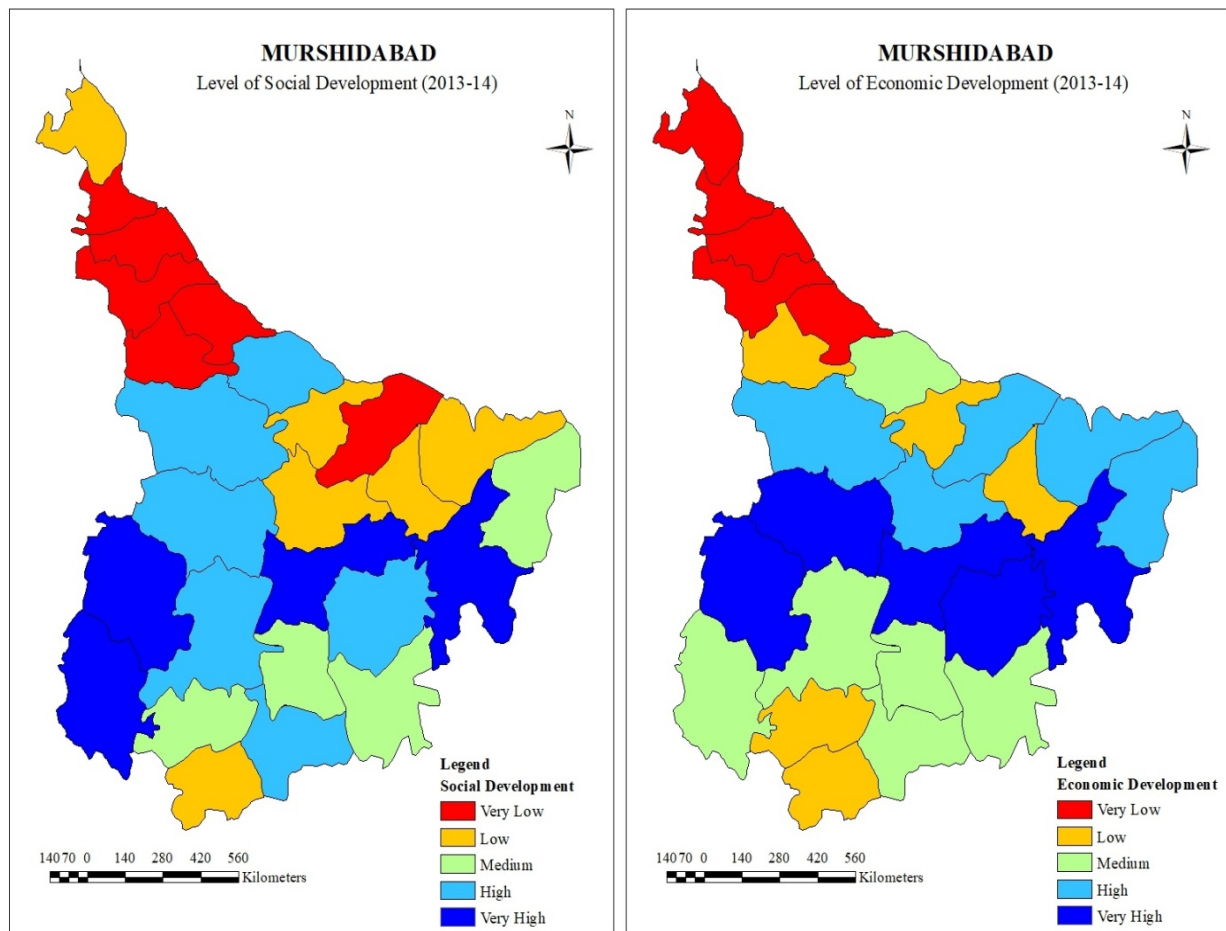 MURSHIDABAD
Level of Social Development (2013-14)
N
Legend
Social Development
Very Low
Low
Medium
High
Very High
140 70 0 140 280 420 560
Kilometers
MURSHIDABAD
Level of Economic Development (2013-14)
N
Legend
Economic Development
Very Low
Low
Medium
High
Very High
140 70 0 140 280 420 560
Kilometers